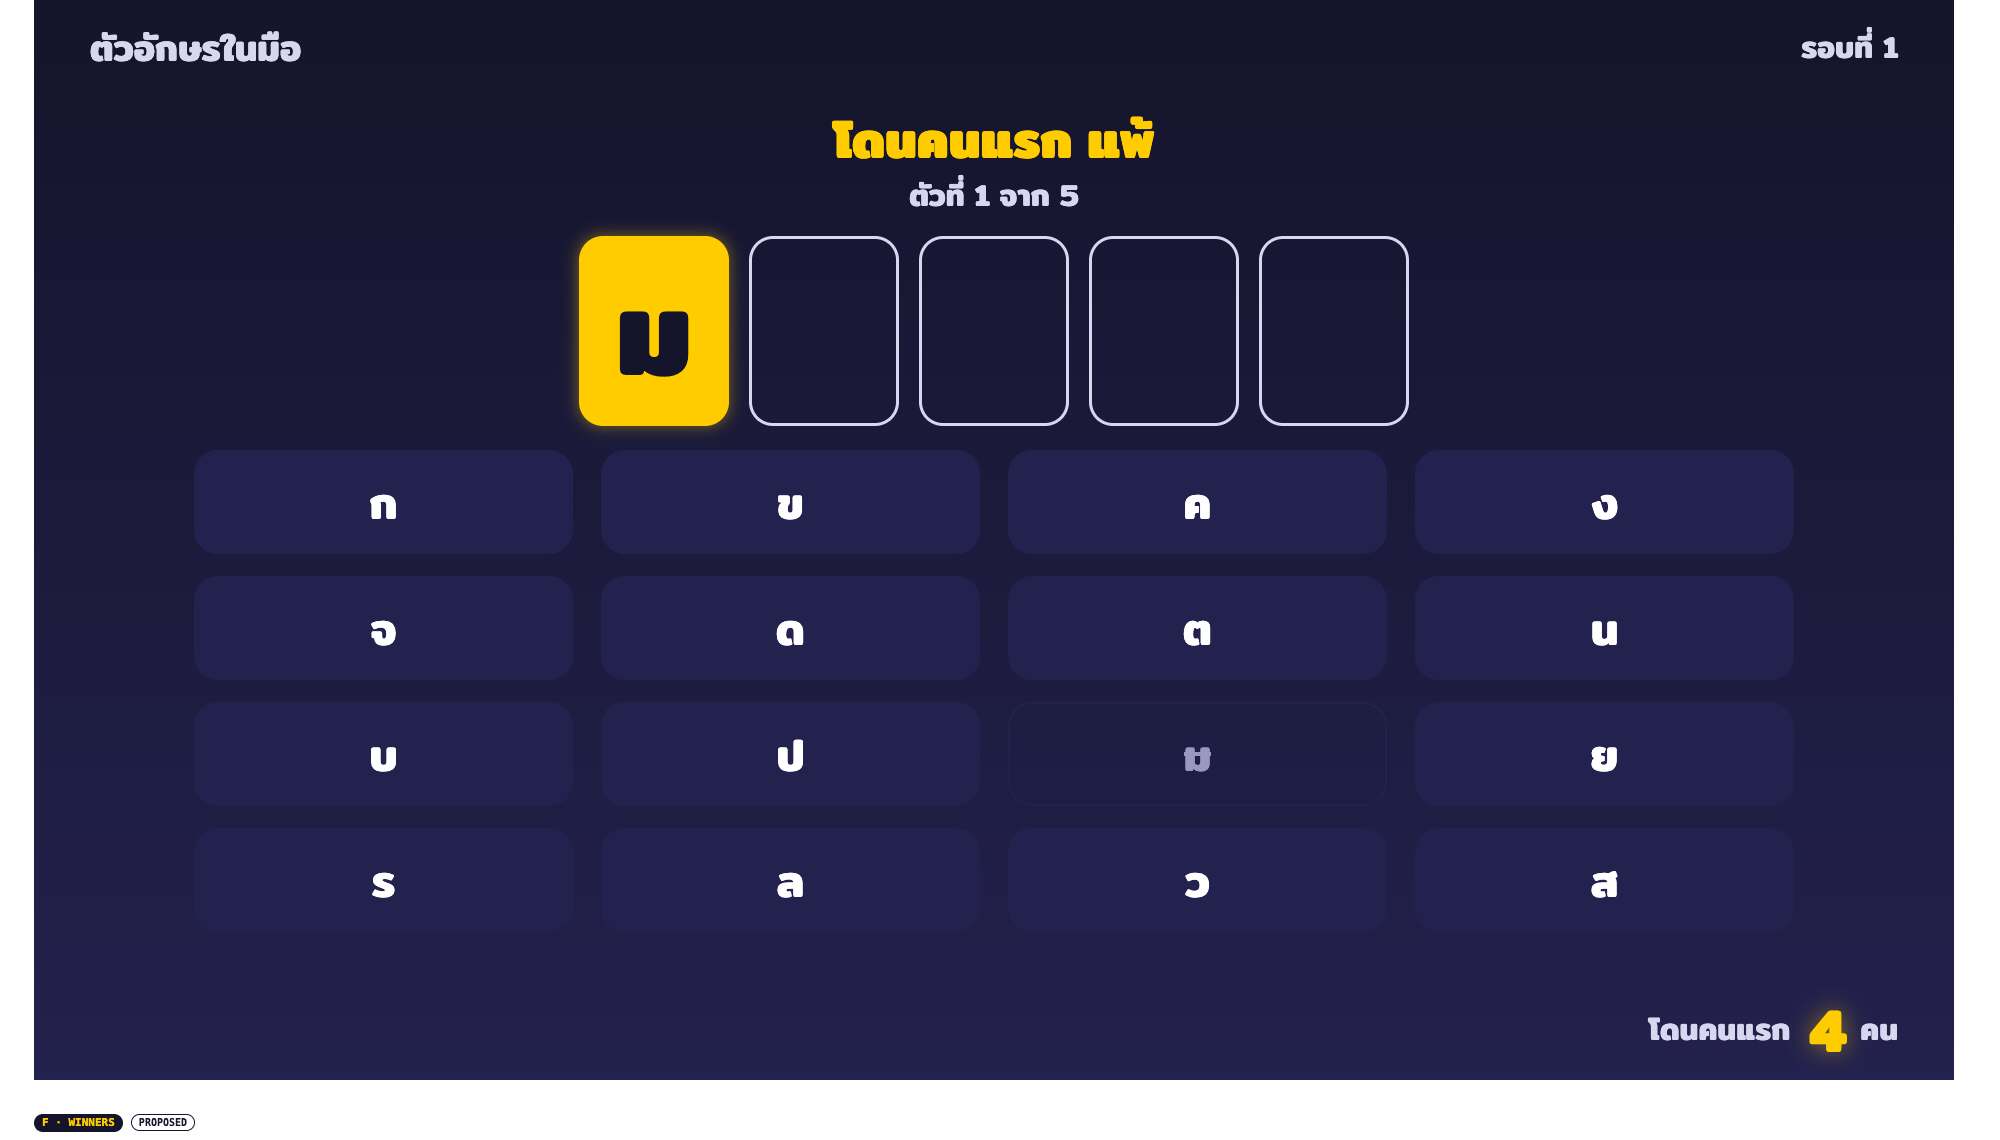 ตัวอักษรในมือ
รอบที่ 1
โดนคนแรก แพ้
ตัวที่ 1 จาก 5
ม
ก ข ค ง
จ ด ต น
บ ป ม ย
ร ล ว ส
โดนคนแรก 4 คน
F · WINNERS PROPOSED